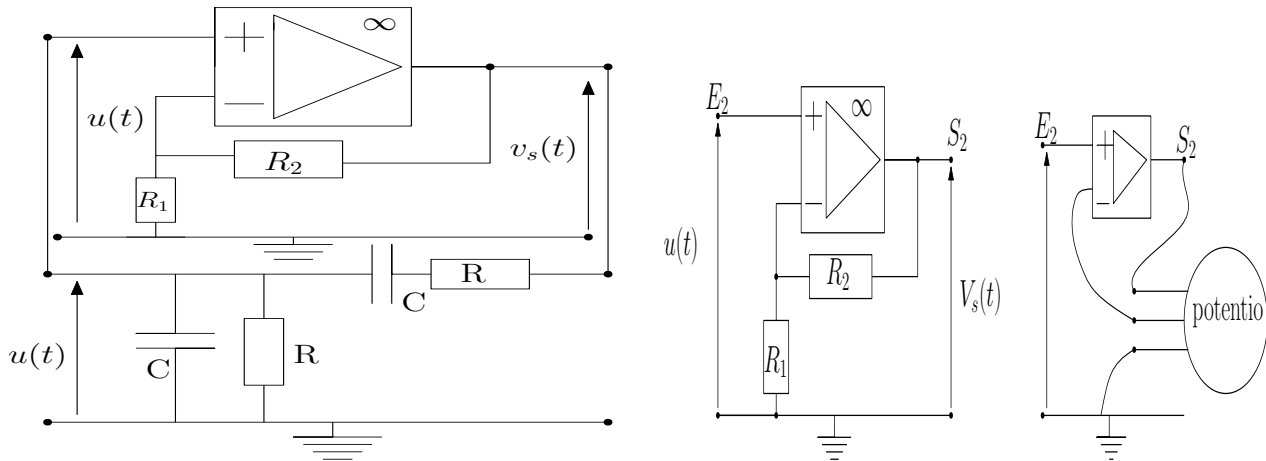 ∞
+
−
u(t)
R₂
v_s(t)
R₁
C
R
u(t)
C
R
E₂
+
∞
−
S₂
u(t)
R₂
V_s(t)
R₁
E₂
+
−
S₂
potentio